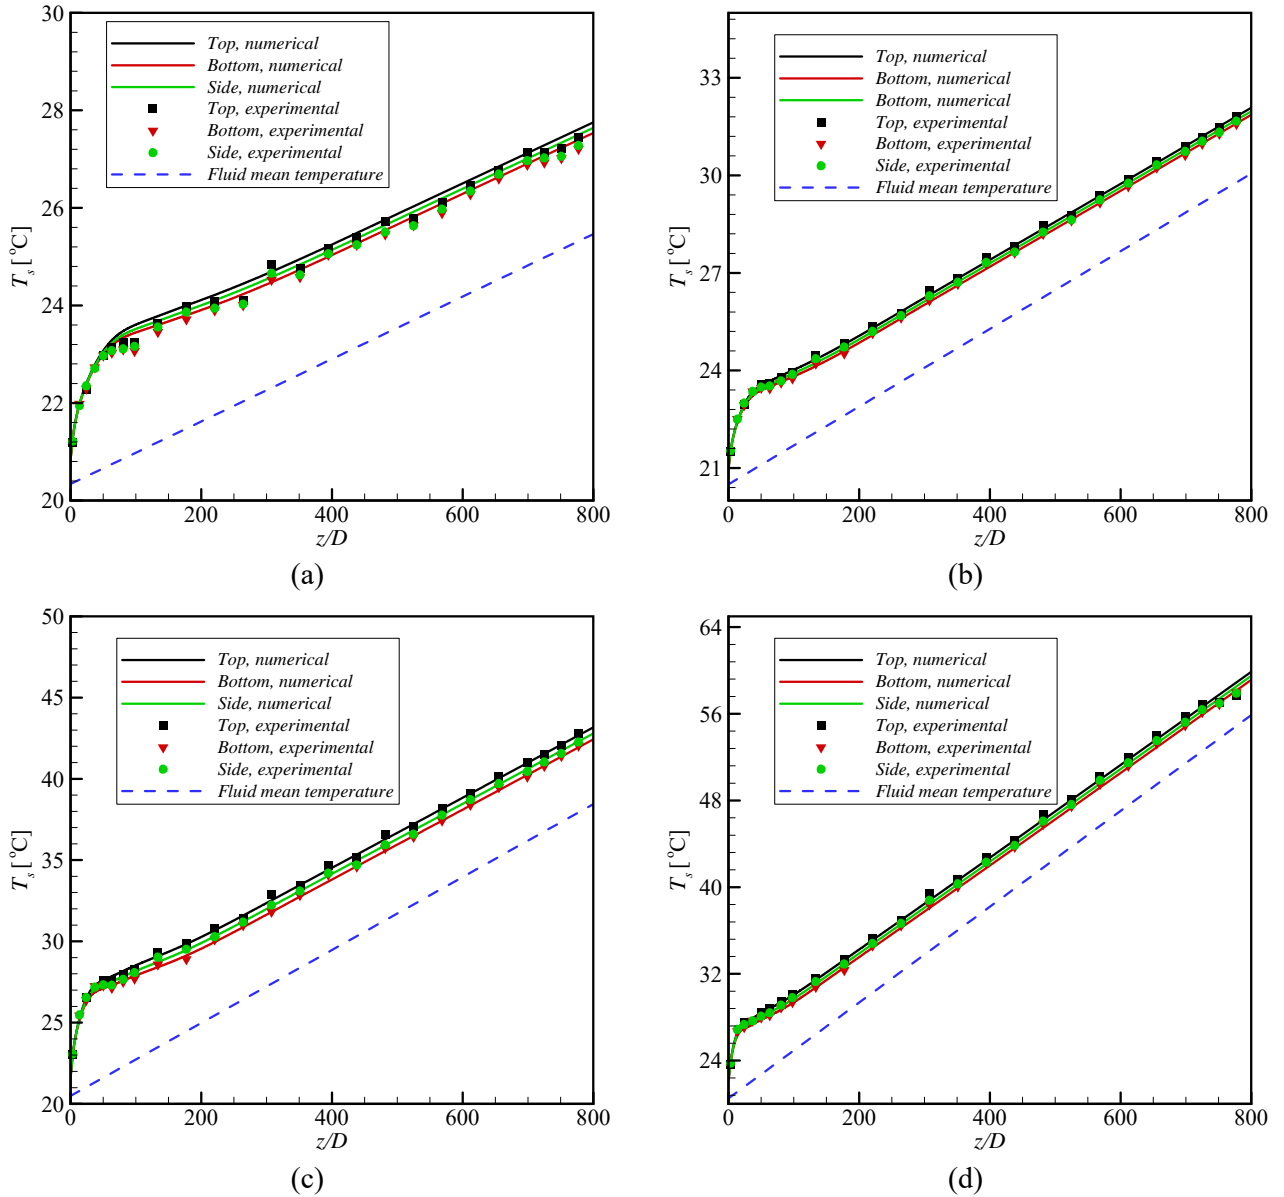 30
28
26
24
22
20
T_s [°C]
Top, numerical
Bottom, numerical
Side, numerical
Top, experimental
Bottom, experimental
Side, experimental
Fluid mean temperature
0 200 400 600 800
z/D
(a)
33
30
27
24
21
T_s [°C]
Top, numerical
Bottom, numerical
Bottom, numerical
Top, experimental
Bottom, experimental
Side, experimental
Fluid mean temperature
0 200 400 600 800
z/D
(b)
50
45
40
35
30
25
20
T_s [°C]
Top, numerical
Bottom, numerical
Side, numerical
Top, experimental
Bottom, experimental
Side, experimental
Fluid mean temperature
0 200 400 600 800
z/D
(c)
64
56
48
40
32
24
T_s [°C]
Top, numerical
Bottom, numerical
Side, numerical
Top, experimental
Bottom, experimental
Side, experimental
Fluid mean temperature
0 200 400 600 800
z/D
(d)